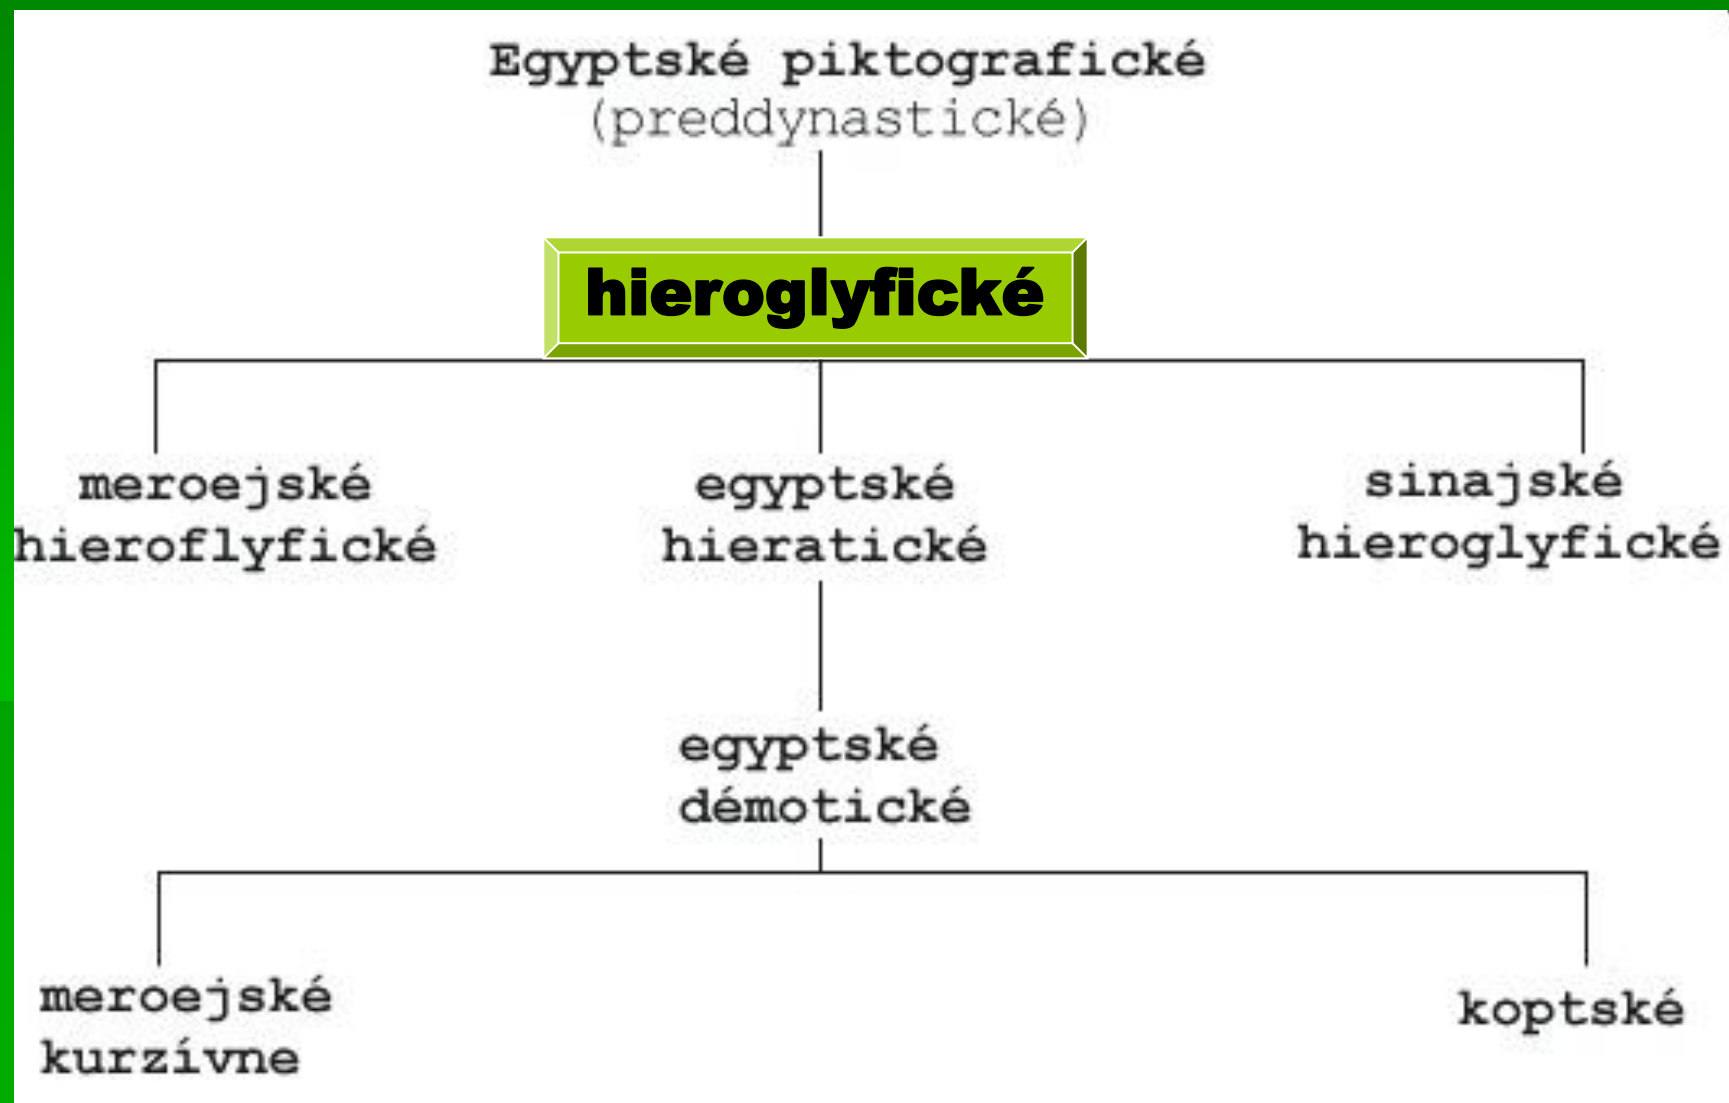 Egyptské piktografické
(preddynastické)
hieroglyfické
meroejské
hieroflyfické
egyptské
hieratické
sinajské
hieroglyfické
egyptské
démotické
meroejské
kurzívne
koptské